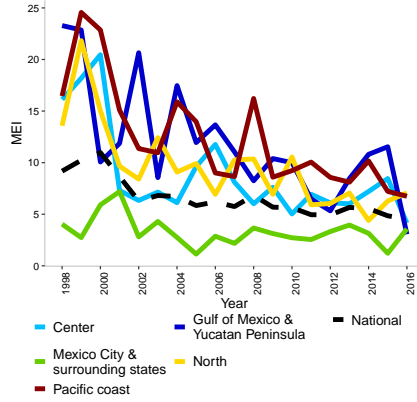 25
20
15
10
5
0
MEI
1998
2000
2002
2004
2006
2008
2010
2012
2014
2016
Year
Center
Gulf of Mexico &
Yucatan Peninsula
National
Mexico City &
surrounding states
North
Pacific coast